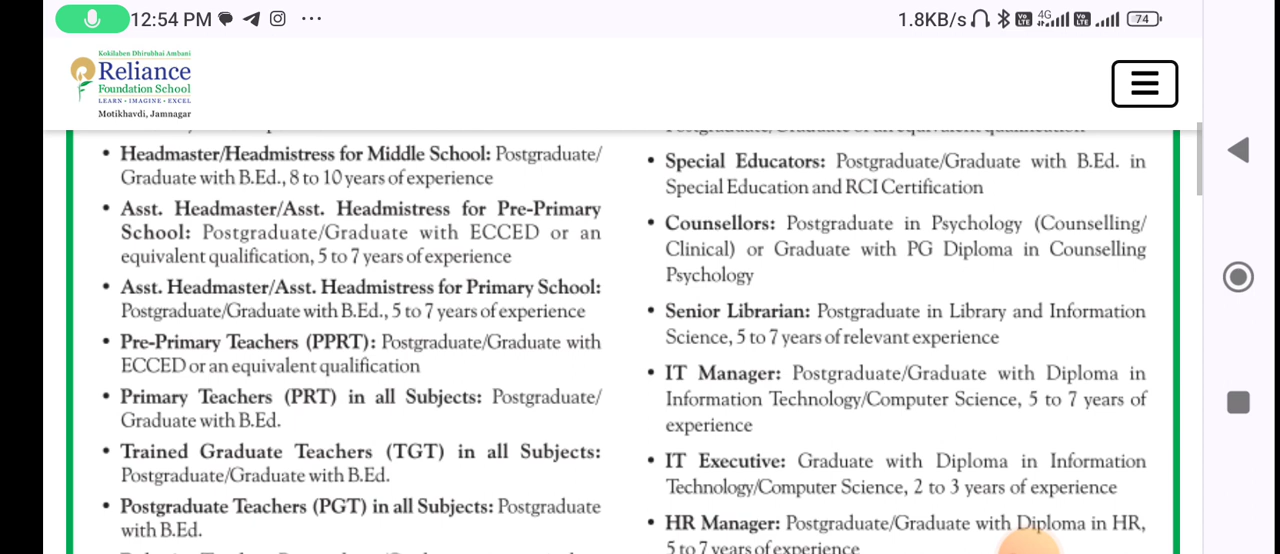 12:54 PM
1.8KB/s
4G
74
Kokilaben Dhirubhai Ambani
Reliance
Foundation School
LEARN • IMAGINE • EXCEL
Motikhavdi, Jamnagar
• Headmaster/Headmistress for Middle School: Postgraduate/
Graduate with B.Ed., 8 to 10 years of experience
• Asst. Headmaster/Asst. Headmistress for Pre-Primary
School: Postgraduate/Graduate with ECCED or an
equivalent qualification, 5 to 7 years of experience
• Asst. Headmaster/Asst. Headmistress for Primary School:
Postgraduate/Graduate with B.Ed., 5 to 7 years of experience
• Pre-Primary Teachers (PPRT): Postgraduate/Graduate with
ECCED or an equivalent qualification
• Primary Teachers (PRT) in all Subjects: Postgraduate/
Graduate with B.Ed.
• Trained Graduate Teachers (TGT) in all Subjects:
Postgraduate/Graduate with B.Ed.
• Postgraduate Teachers (PGT) in all Subjects: Postgraduate
with B.Ed.
• Special Educators: Postgraduate/Graduate with B.Ed. in
Special Education and RCI Certification
• Counsellors: Postgraduate in Psychology (Counselling/
Clinical) or Graduate with PG Diploma in Counselling
Psychology
• Senior Librarian: Postgraduate in Library and Information
Science, 5 to 7 years of relevant experience
• IT Manager: Postgraduate/Graduate with Diploma in
Information Technology/Computer Science, 5 to 7 years of
experience
• IT Executive: Graduate with Diploma in Information
Technology/Computer Science, 2 to 3 years of experience
• HR Manager: Postgraduate/Graduate with Diploma in HR,
5 to 7 years of experience